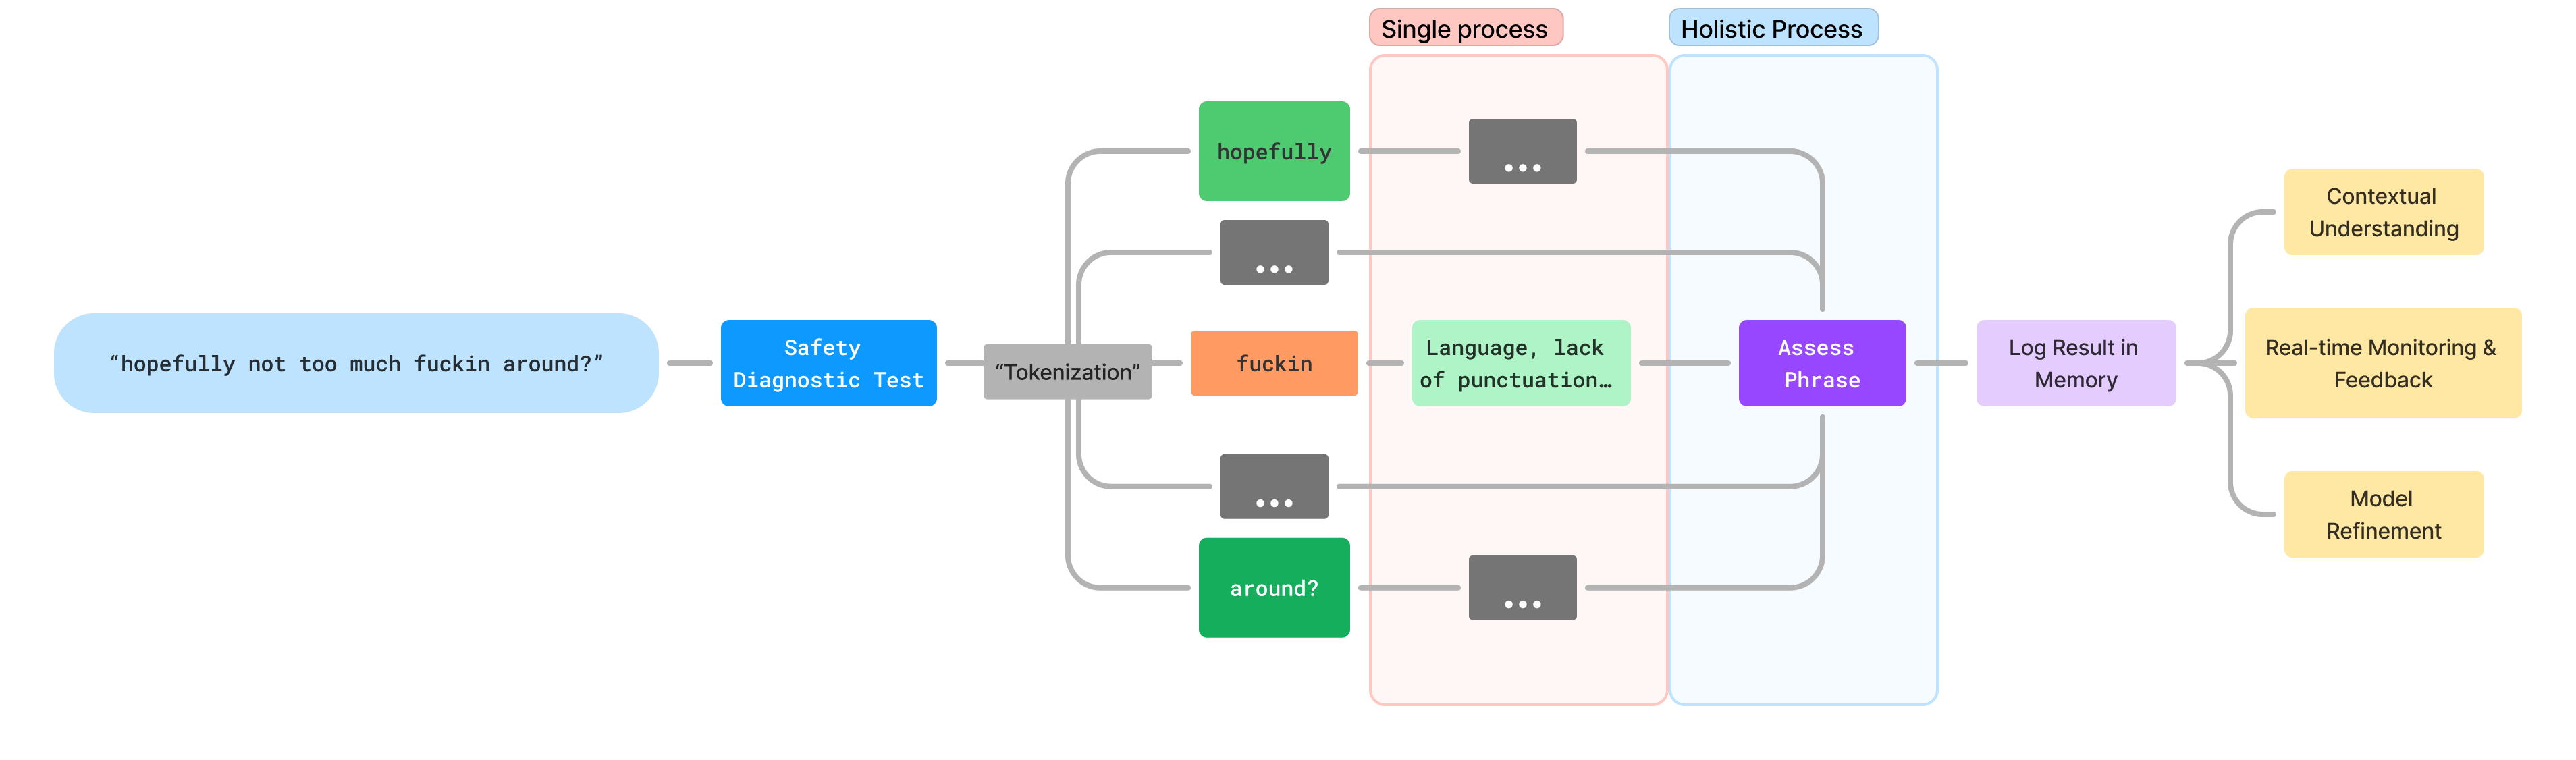 Single process
Holistic Process
hopefully
...
...
“hopefully not too much fuckin around?”
Safety
Diagnostic Test
“Tokenization”
fuckin
Language, lack
of punctuation…
Assess
Phrase
Log Result in
Memory
Contextual
Understanding
Real-time Monitoring &
Feedback
Model
Refinement
...
around?
...